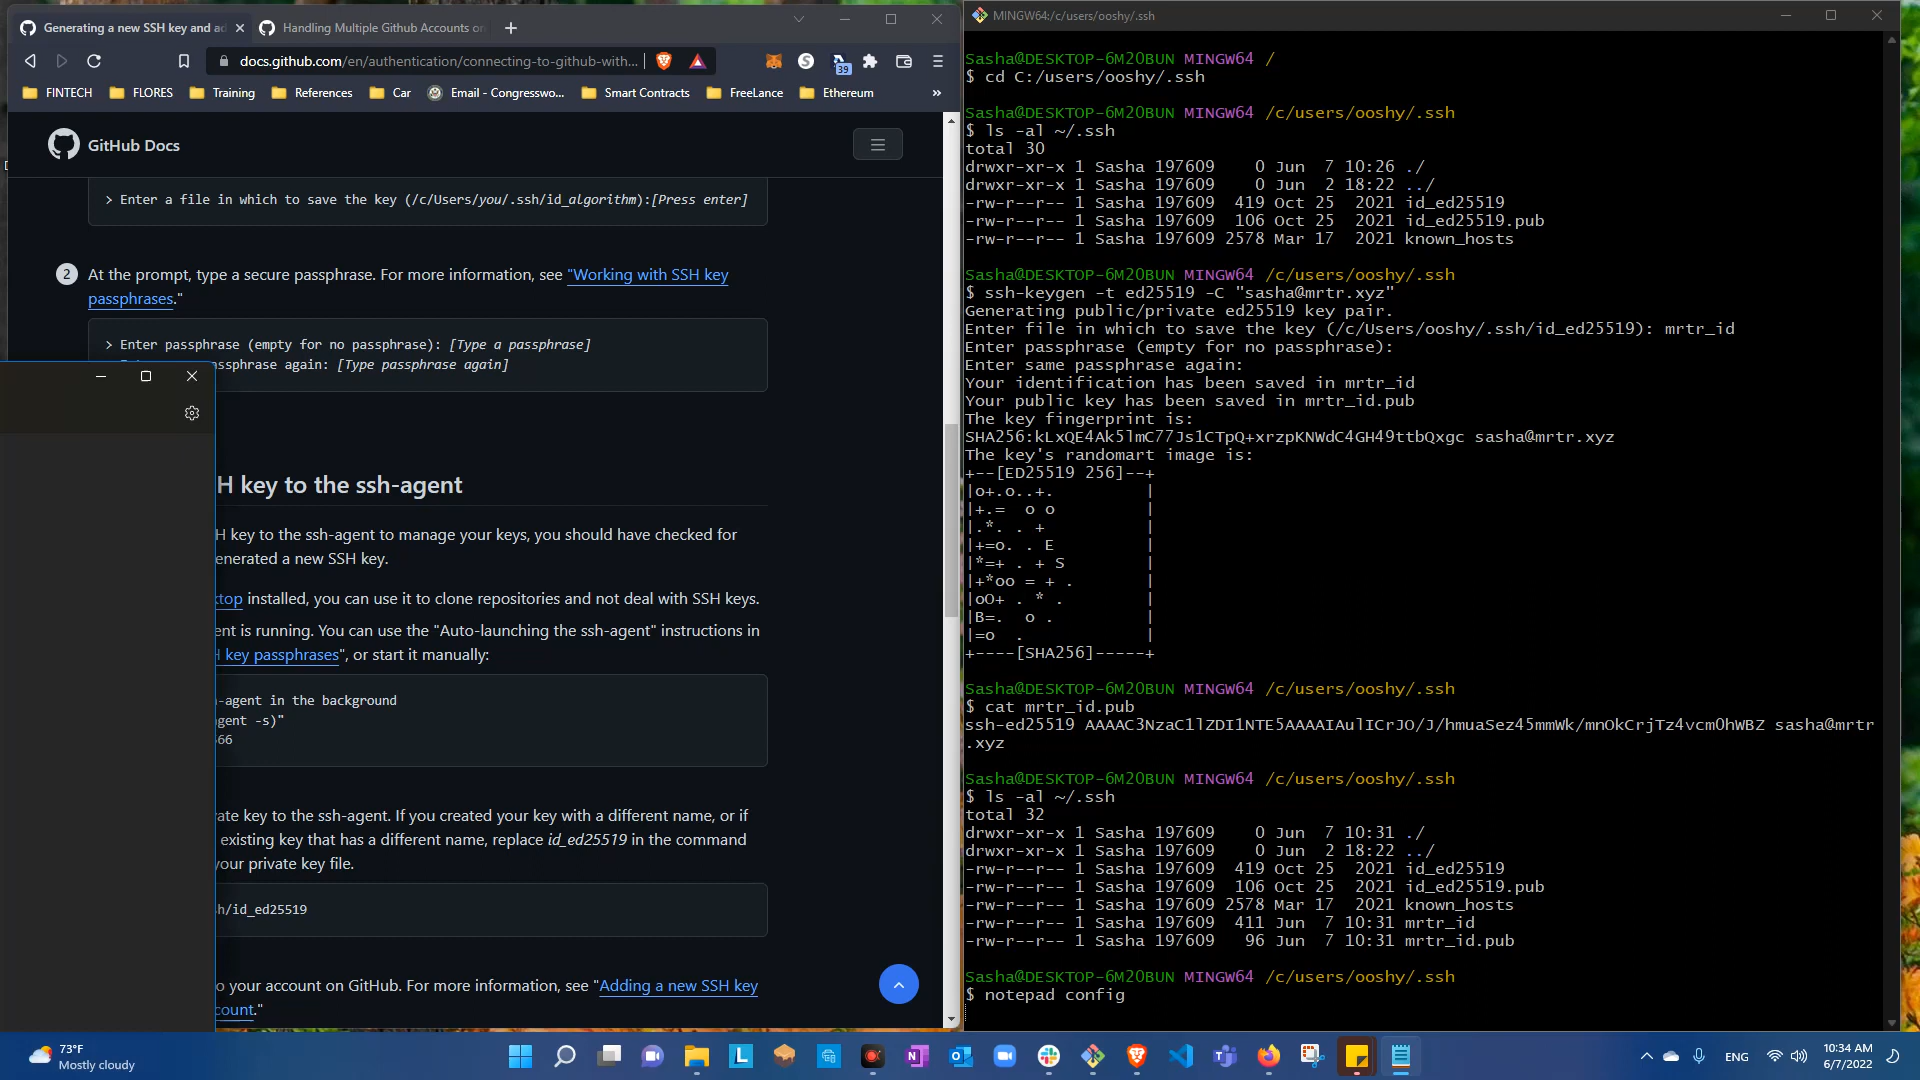 Generating a new SSH key and ad
Handling Multiple Github Accounts on
docs.github.com/en/authentication/connecting-to-github-with...
39
FINTECH
FLORES
Training
References
Car
Email - Congresswo...
Smart Contracts
FreeLance
Ethereum
»
GitHub Docs
> Enter a file in which to save the key (/c/Users/you/.ssh/id_algorithm):[Press enter]
2 At the prompt, type a secure passphrase. For more information, see "Working with SSH key
passphrases."
> Enter passphrase (empty for no passphrase): [Type a passphrase]
ssphrase again: [Type passphrase again]
H key to the ssh-agent
H key to the ssh-agent to manage your keys, you should have checked for
enerated a new SSH key.
ktop installed, you can use it to clone repositories and not deal with SSH keys.
ent is running. You can use the "Auto-launching the ssh-agent" instructions in
H key passphrases", or start it manually:
-agent in the background
gent -s)"
66
ate key to the ssh-agent. If you created your key with a different name, or if
existing key that has a different name, replace id_ed25519 in the command
your private key file.
h/id_ed25519
o your account on GitHub. For more information, see "Adding a new SSH key
count."
MINGW64:/c/users/ooshy/.ssh
Sasha@DESKTOP-6M2OBUN MINGW64 /
$ cd C:/users/ooshy/.ssh
Sasha@DESKTOP-6M2OBUN MINGW64 /c/users/ooshy/.ssh
$ ls -al ~/.ssh
total 30
drwxr-xr-x 1 Sasha 197609    0 Jun  7 10:26 ./
drwxr-xr-x 1 Sasha 197609    0 Jun  2 18:22 ../
-rw-r--r-- 1 Sasha 197609  419 Oct 25  2021 id_ed25519
-rw-r--r-- 1 Sasha 197609  106 Oct 25  2021 id_ed25519.pub
-rw-r--r-- 1 Sasha 197609 2578 Mar 17  2021 known_hosts
Sasha@DESKTOP-6M2OBUN MINGW64 /c/users/ooshy/.ssh
$ ssh-keygen -t ed25519 -C "sasha@mrtr.xyz"
Generating public/private ed25519 key pair.
Enter file in which to save the key (/c/Users/ooshy/.ssh/id_ed25519): mrtr_id
Enter passphrase (empty for no passphrase):
Enter same passphrase again:
Your identification has been saved in mrtr_id
Your public key has been saved in mrtr_id.pub
The key fingerprint is:
SHA256:kLxQE4Ak5lmC77Js1CTpQ+xrzpKNWdC4GH49ttbQxgc sasha@mrtr.xyz
The key's randomart image is:
+--[ED25519 256]--+
|o+.o..+.         |
|+.=  o o         |
|.*. . +          |
|+=o. . E         |
|*=+ . + S        |
|+*oo = + .       |
|oO+ . * .        |
|B=.  o .         |
|=o  .            |
+----[SHA256]-----+
Sasha@DESKTOP-6M2OBUN MINGW64 /c/users/ooshy/.ssh
$ cat mrtr_id.pub
ssh-ed25519 AAAAC3NzaC1lZDI1NTE5AAAAIAulICrJO/J/hmuaSez45mmWk/mnOkCrjTz4vcmOhWBZ sasha@mrtr
.xyz
Sasha@DESKTOP-6M2OBUN MINGW64 /c/users/ooshy/.ssh
$ ls -al ~/.ssh
total 32
drwxr-xr-x 1 Sasha 197609    0 Jun  7 10:31 ./
drwxr-xr-x 1 Sasha 197609    0 Jun  2 18:22 ../
-rw-r--r-- 1 Sasha 197609  419 Oct 25  2021 id_ed25519
-rw-r--r-- 1 Sasha 197609  106 Oct 25  2021 id_ed25519.pub
-rw-r--r-- 1 Sasha 197609 2578 Mar 17  2021 known_hosts
-rw-r--r-- 1 Sasha 197609  411 Jun  7 10:31 mrtr_id
-rw-r--r-- 1 Sasha 197609   96 Jun  7 10:31 mrtr_id.pub
Sasha@DESKTOP-6M2OBUN MINGW64 /c/users/ooshy/.ssh
$ notepad config
73°F
Mostly cloudy
ENG
10:34 AM
6/7/2022